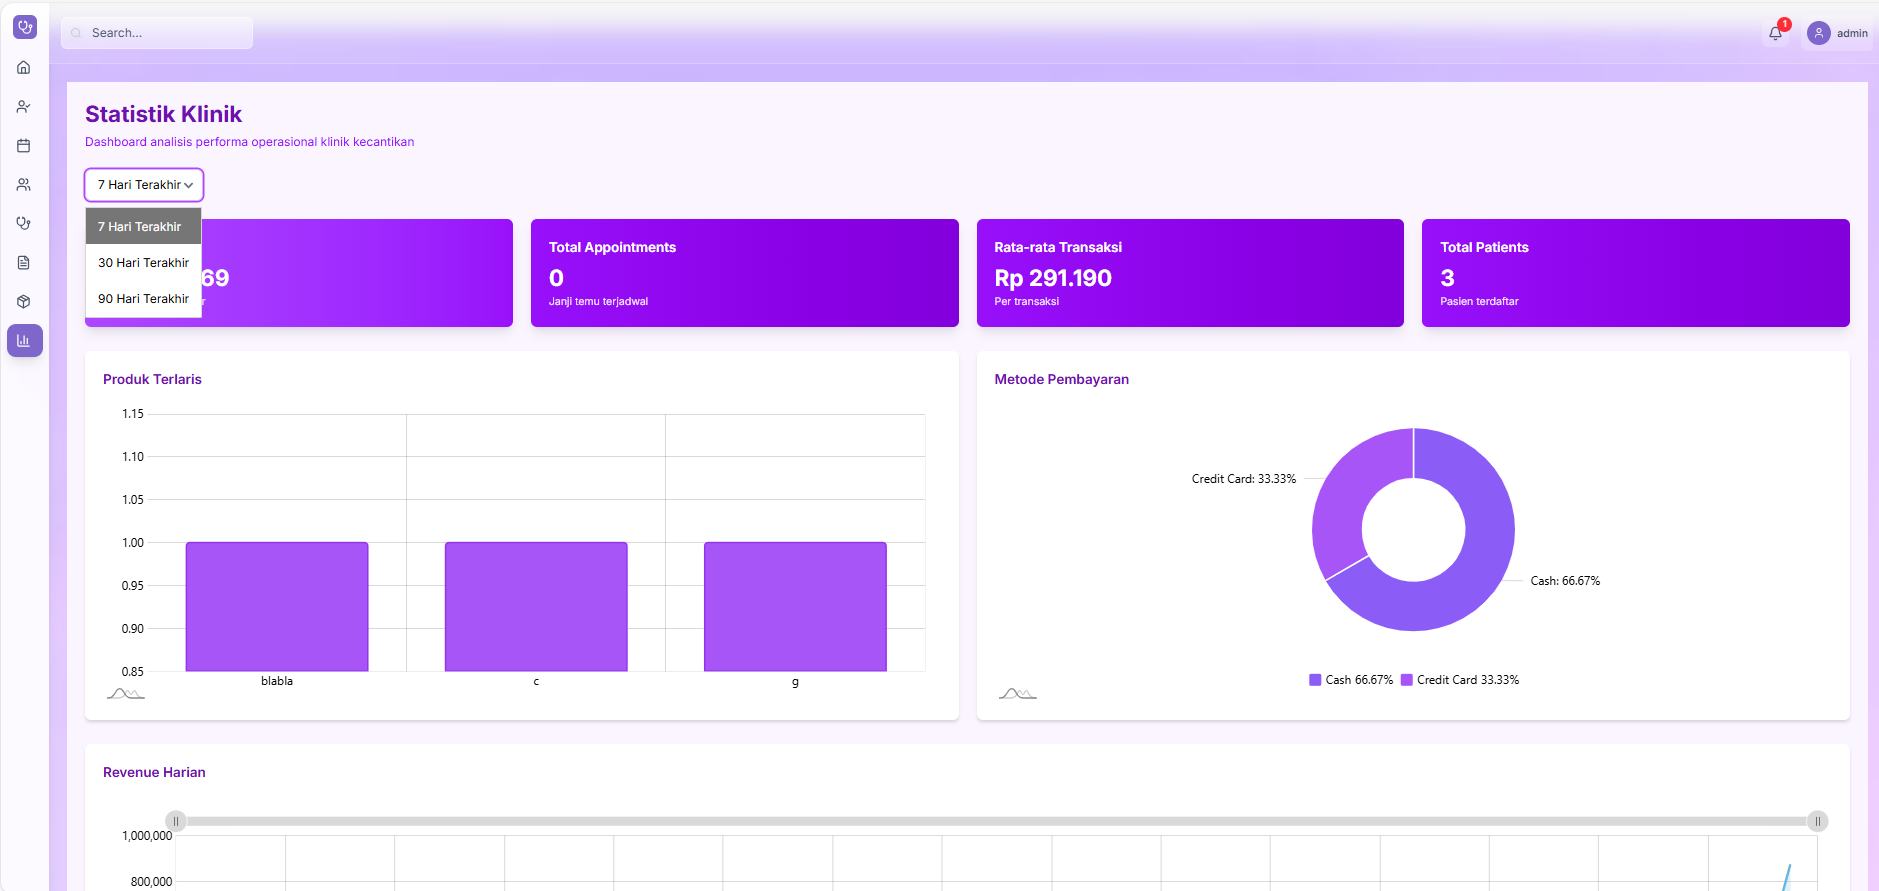 Search...
1
admin
Statistik Klinik
Dashboard analisis performa operasional klinik kecantikan
7 Hari Terakhir
7 Hari Terakhir
30 Hari Terakhir
90 Hari Terakhir
69
r
Total Appointments
0
Janji temu terjadwal
Rata-rata Transaksi
Rp 291.190
Per transaksi
Total Patients
3
Pasien terdaftar
Produk Terlaris
1.15
1.10
1.05
1.00
0.95
0.90
0.85
blabla
c
g
Metode Pembayaran
Credit Card: 33.33%
Cash: 66.67%
Cash 66.67%
Credit Card 33.33%
Revenue Harian
1,000,000
800,000